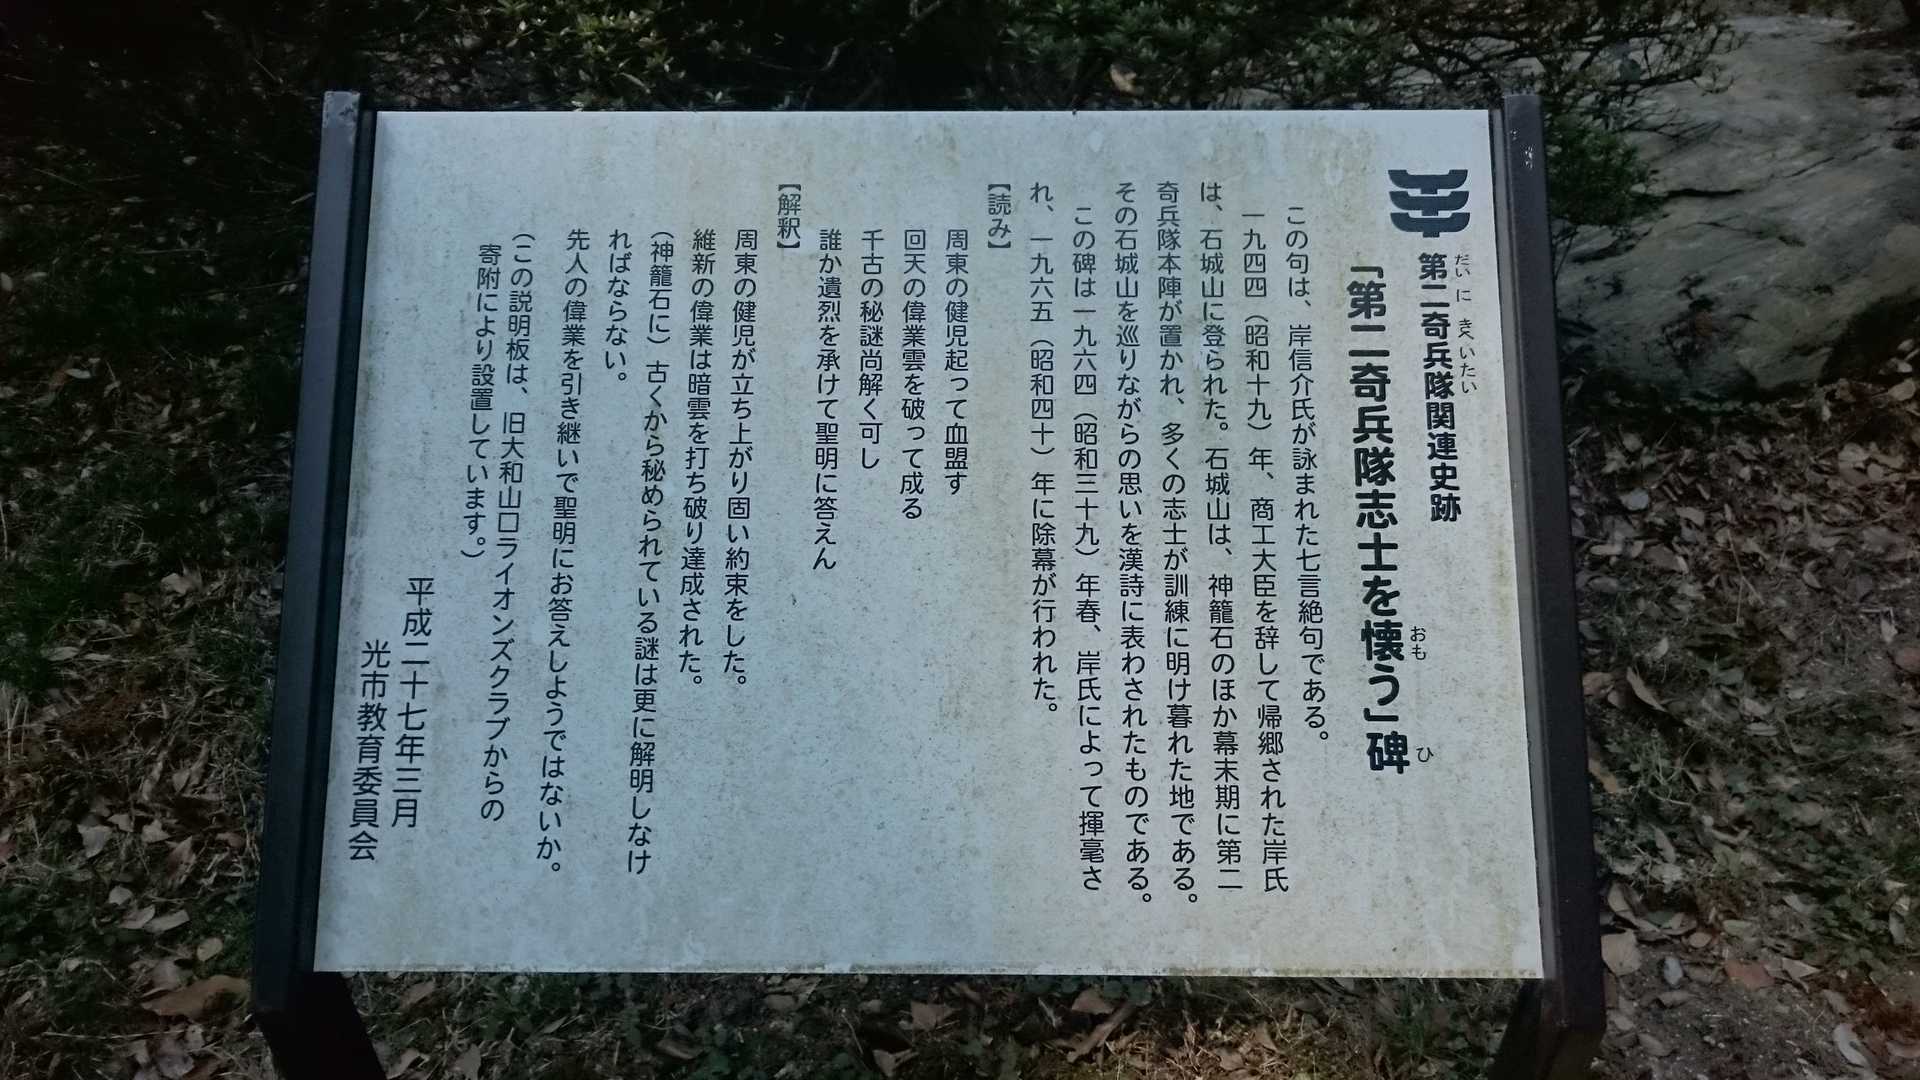 第二奇兵隊関連史跡
だいにきへいたい
「第二奇兵隊志士を懐う」碑
おも
ひ
この句は、岸信介氏が詠まれた七言絶句である。
一九四四（昭和十九）年、商工大臣を辞して帰郷された岸氏
は、石城山に登られた。石城山は、神籠石のほか幕末期に第二
奇兵隊本陣が置かれ、多くの志士が訓練に明け暮れた地である。
その石城山を巡りながらの思いを漢詩に表わされたものである。
この碑は一九六四（昭和三十九）年春、岸氏によって揮毫さ
れ、一九六五（昭和四十）年に除幕が行われた。
【読み】
周東の健児起って血盟す
回天の偉業雲を破って成る
千古の秘謎尚解く可し
誰か遺烈を承けて聖明に答えん
【解釈】
周東の健児が立ち上がり固い約束をした。
維新の偉業は暗雲を打ち破り達成された。
（神籠石に）古くから秘められている謎は更に解明しなけ
ればならない。
先人の偉業を引き継いで聖明にお答えしようではないか。
（この説明板は、旧大和山口ライオンズクラブからの
寄附により設置しています。）
平成二十七年三月
光市教育委員会